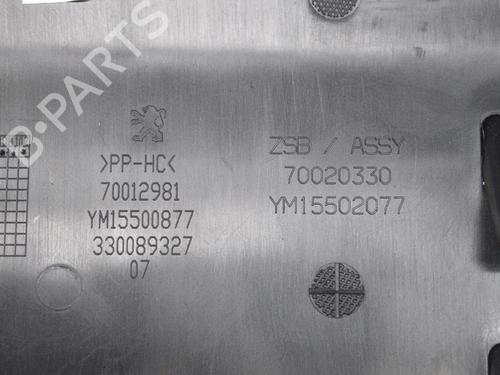 B-PARTS
>PP-HC<
70012981
YM15500877
330089327
07
ZSB / ASSY
70020330
YM15502077